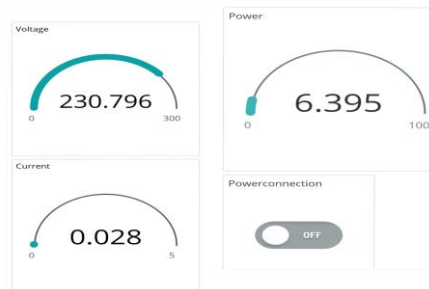 Voltage
230.796
0 300
Current
0.028
0 5
Power
6.395
0 100
Powerconnection
OFF